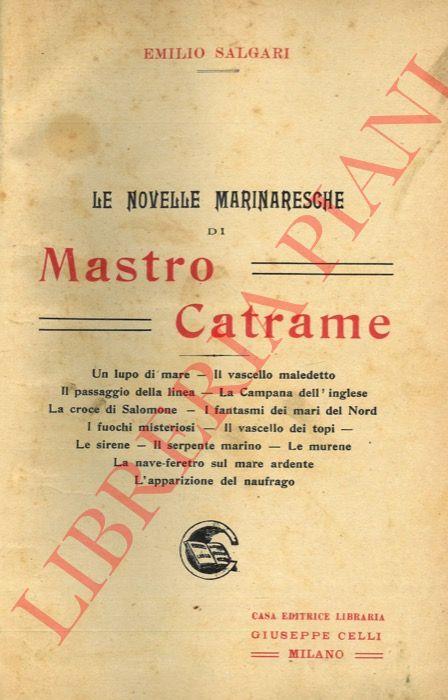 EMILIO SALGARI
LE NOVELLE MARINARESCHE
DI
Mastro
Catrame
Un lupo di mare — Il vascello maledetto
Il passaggio della linea — La Campana dell' inglese
La croce di Salomone — I fantasmi dei mari del Nord
I fuochi misteriosi — Il vascello dei topi —
Le sirene — Il serpente marino — Le murene
La nave-feretro sul mare ardente
L'apparizione del naufrago
CASA EDITRICE LIBRARIA
GIUSEPPE CELLI
MILANO
LIBRERIA PIANI